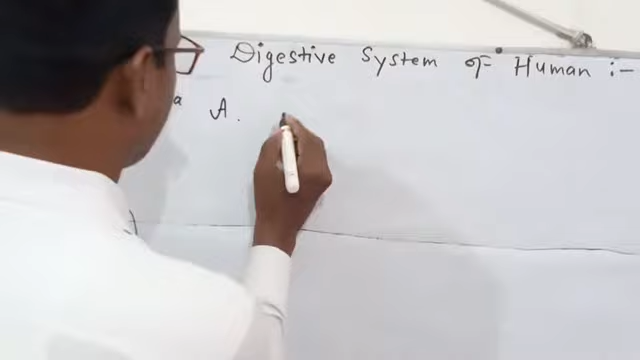 Digestive System of Human :-
A.